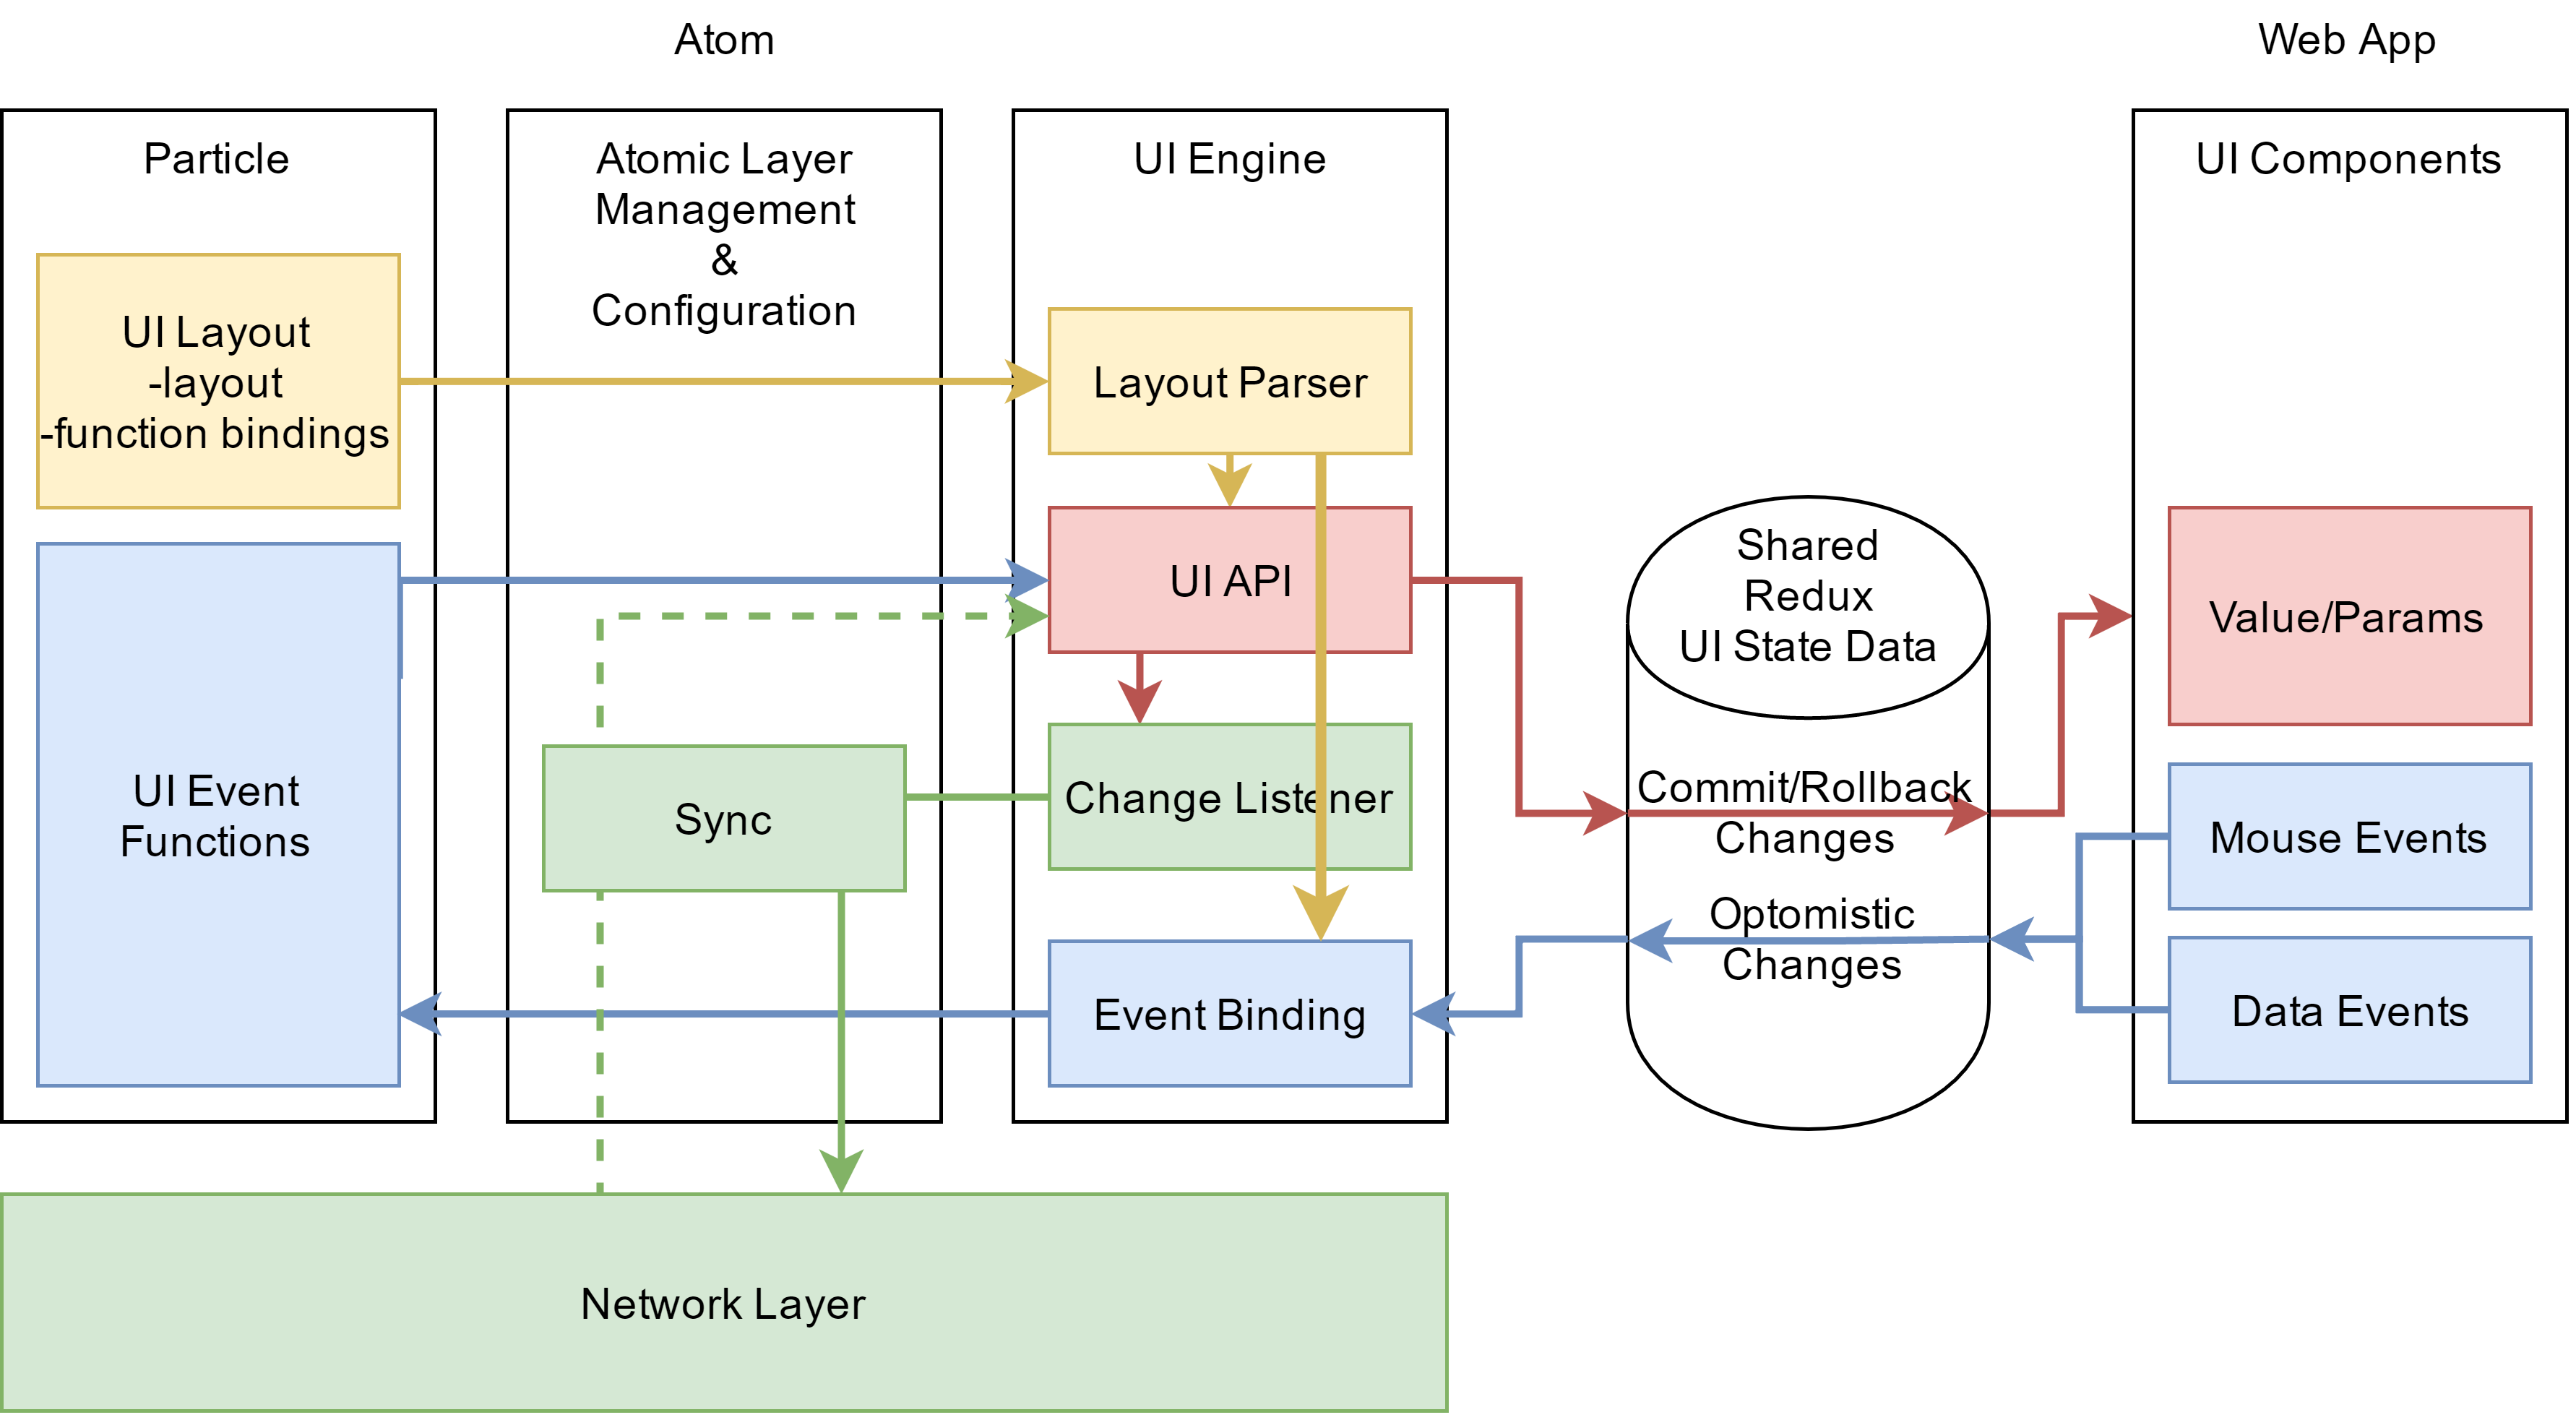 Atom
Web App
Particle
UI Layout
-layout
-function bindings
UI Event
Functions
Atomic Layer
Management
&
Configuration
Sync
UI Engine
Layout Parser
UI API
Change Listener
Event Binding
Shared
Redux
UI State Data
Commit/Rollback
Changes
Optomistic
Changes
UI Components
Value/Params
Mouse Events
Data Events
Network Layer